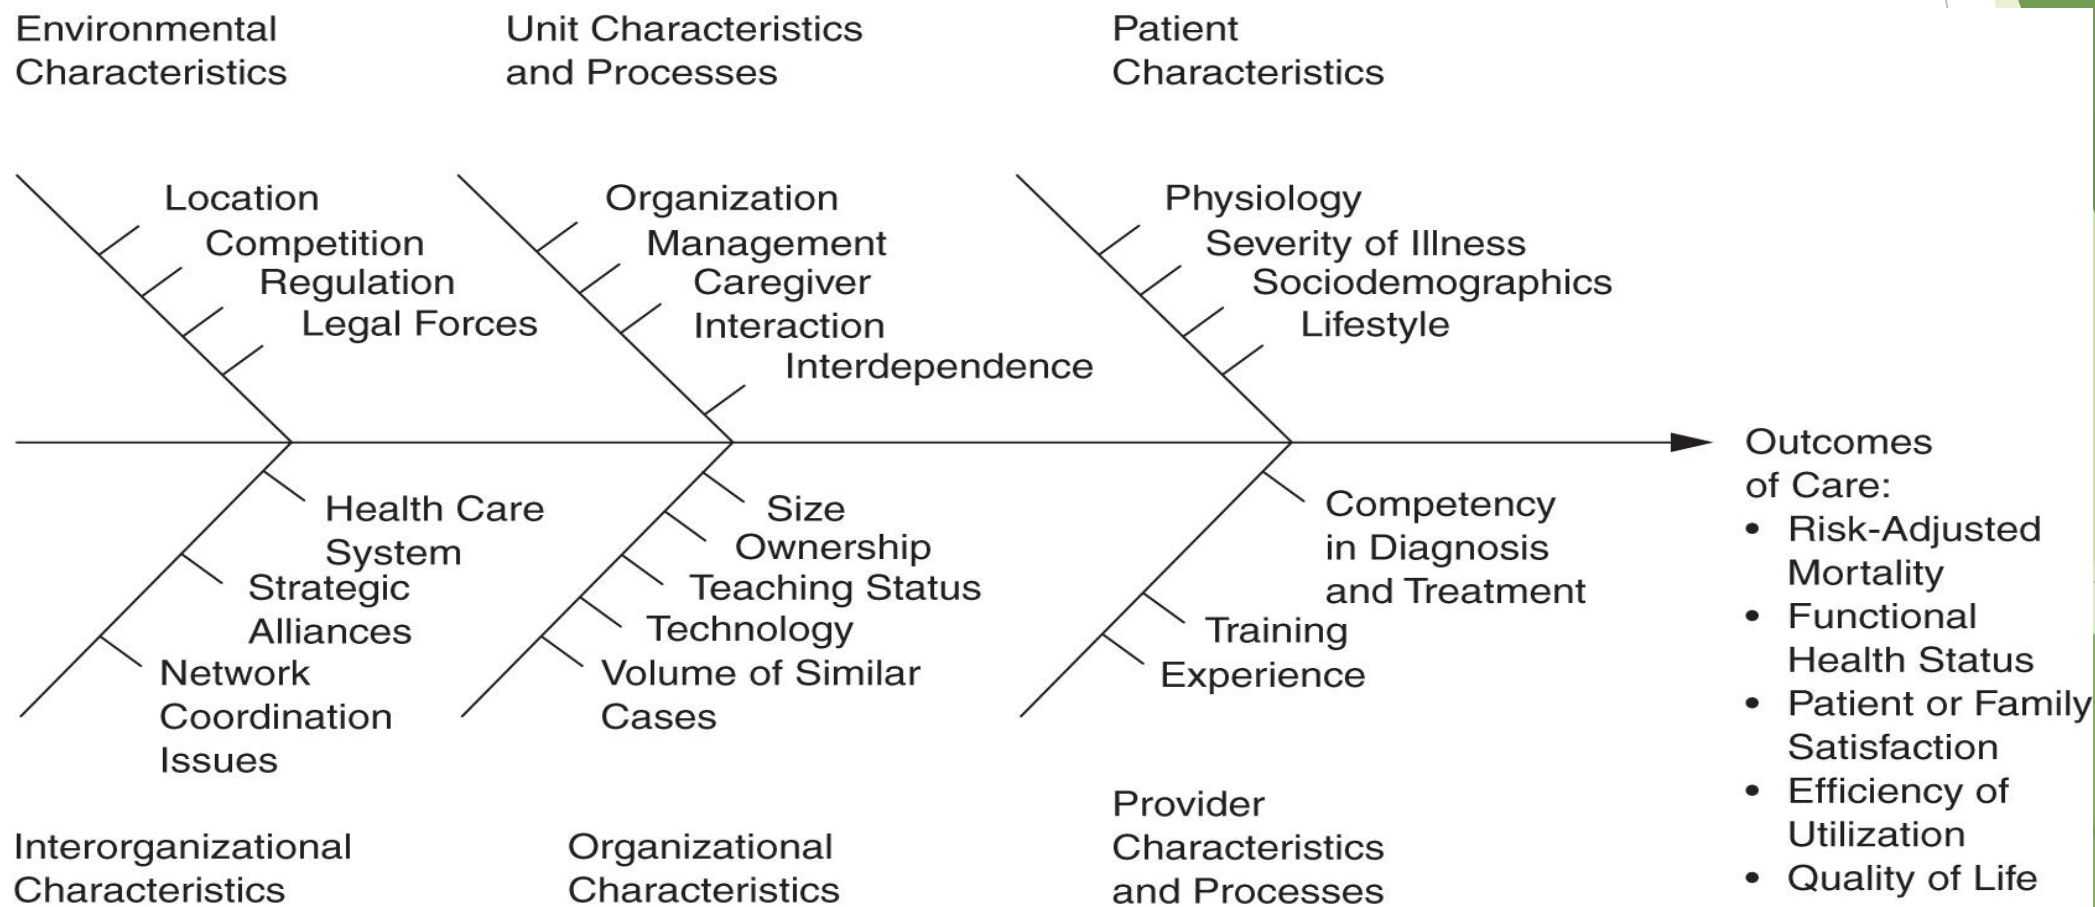 Environmental
Characteristics
Unit Characteristics
and Processes
Patient
Characteristics
Location
Competition
Regulation
Legal Forces
Organization
Management
Caregiver
Interaction
Interdependence
Physiology
Severity of Illness
Sociodemographics
Lifestyle
Health Care
System
Strategic
Alliances
Network
Coordination
Issues
Size
Ownership
Teaching Status
Technology
Volume of Similar
Cases
Competency
in Diagnosis
and Treatment
Training
Experience
Outcomes
of Care:
• Risk-Adjusted
Mortality
• Functional
Health Status
• Patient or Family
Satisfaction
• Efficiency of
Utilization
• Quality of Life
Interorganizational
Characteristics
Organizational
Characteristics
Provider
Characteristics
and Processes